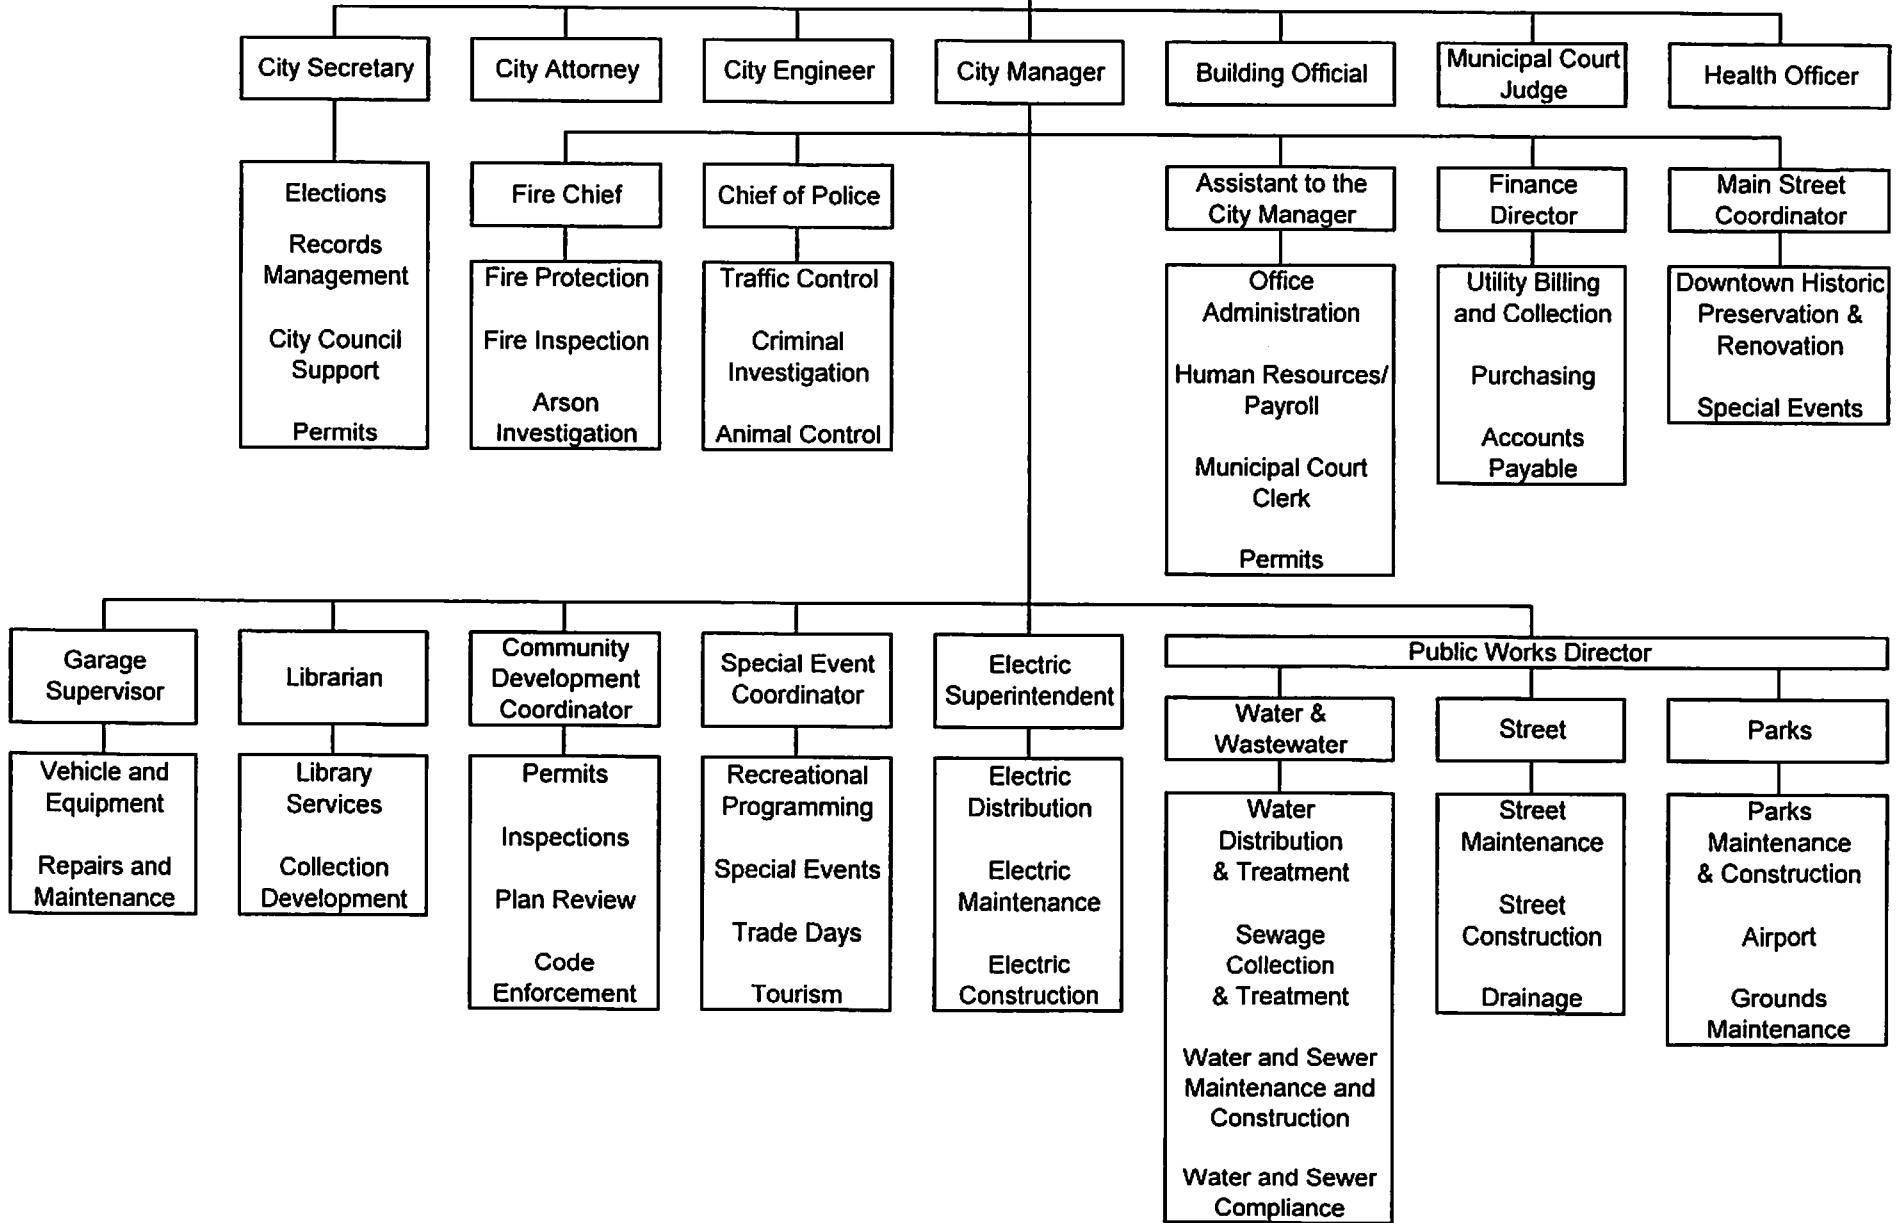 City Secretary
City Attorney
City Engineer
City Manager
Building Official
Municipal Court
Judge
Health Officer
Elections
Records
Management
City Council
Support
Permits
Fire Chief
Fire Protection
Fire Inspection
Arson
Investigation
Chief of Police
Traffic Control
Criminal
Investigation
Animal Control
Assistant to the
City Manager
Office
Administration
Human Resources/
Payroll
Municipal Court
Clerk
Permits
Finance
Director
Utility Billing
and Collection
Purchasing
Accounts
Payable
Main Street
Coordinator
Downtown Historic
Preservation &
Renovation
Special Events
Garage
Supervisor
Vehicle and
Equipment
Repairs and
Maintenance
Librarian
Library
Services
Collection
Development
Community
Development
Coordinator
Permits
Inspections
Plan Review
Code
Enforcement
Special Event
Coordinator
Recreational
Programming
Special Events
Trade Days
Tourism
Electric
Superintendent
Electric
Distribution
Electric
Maintenance
Electric
Construction
Public Works Director
Water &
Wastewater
Water
Distribution
& Treatment
Sewage
Collection
& Treatment
Water and Sewer
Maintenance and
Construction
Water and Sewer
Compliance
Street
Street
Maintenance
Street
Construction
Drainage
Parks
Parks
Maintenance
& Construction
Airport
Grounds
Maintenance